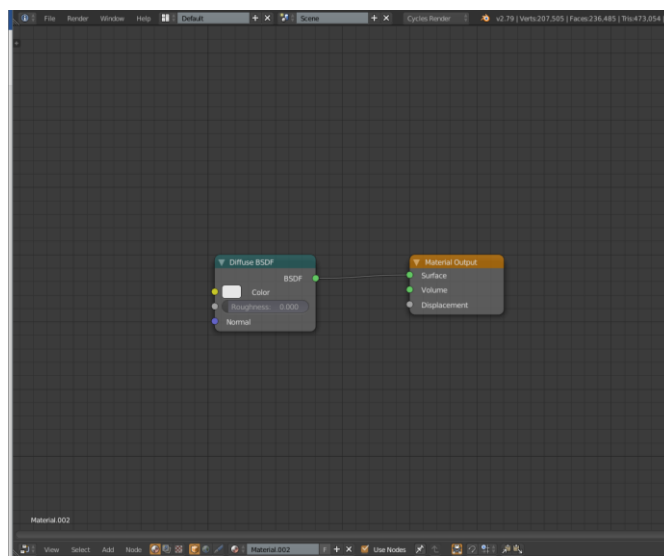 File Render Window Help Default Scene Cycles Render v2.79 | Verts:207,505 | Faces:236,485 | Tris:473,054 |
Diffuse BSDF
BSDF
Color
Roughness: 0.000
Normal
Material Output
Surface
Volume
Displacement
Material.002
View Select Add Node Material.002 F Use Nodes